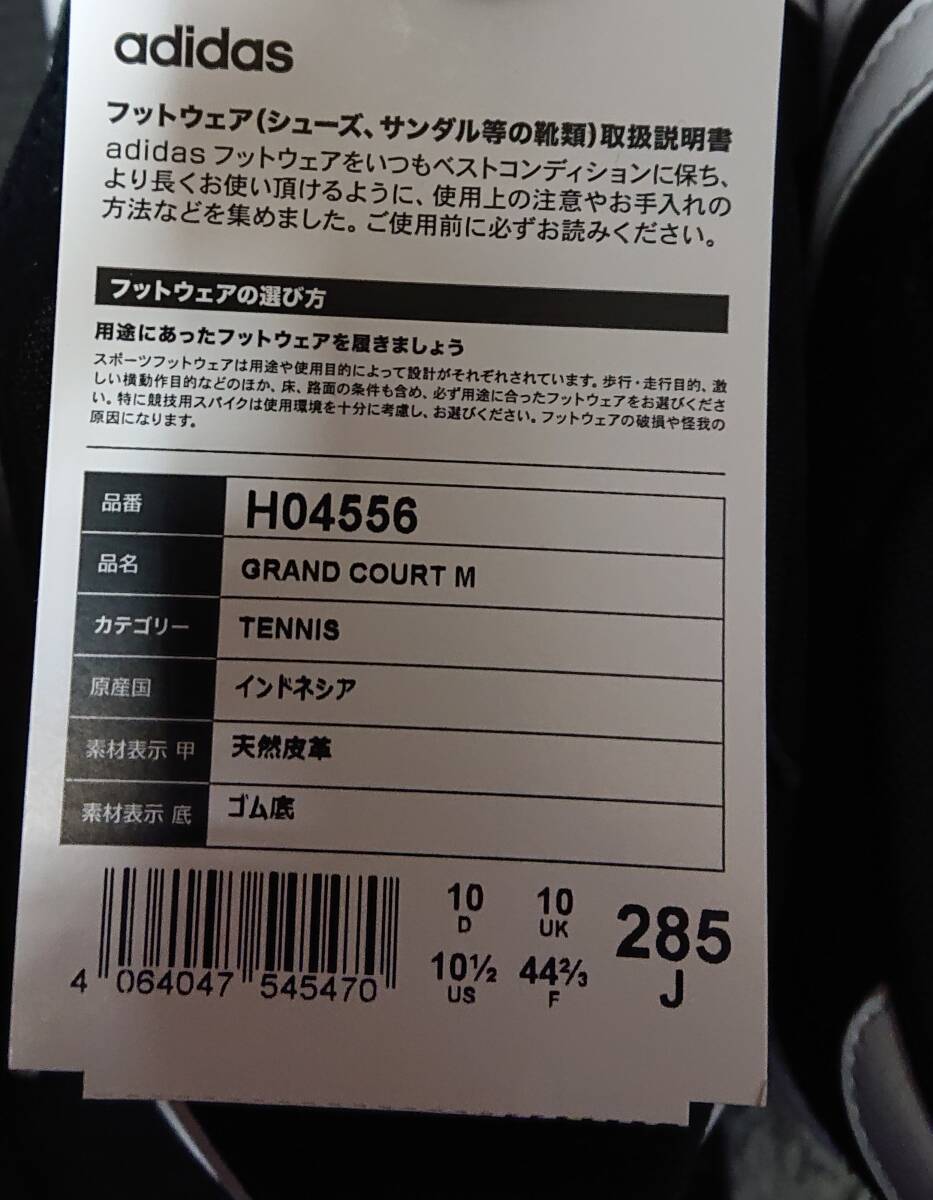 adidas
フットウェア(シューズ、サンダル等の靴類)取扱説明書
adidas フットウェアをいつもベストコンディションに保ち、
より長くお使い頂けるように、使用上の注意やお手入れの
方法などを集めました。ご使用前に必ずお読みください。
フットウェアの選び方
用途にあったフットウェアを履きましょう
スポーツフットウェアは用途や使用目的によって設計がそれぞれされています。歩行・走行目的、激
しい横動作目的などのほか、床、路面の条件も含め、必ず用途に合ったフットウェアをお選びくださ
い。特に競技用スパイクは使用環境を十分に考慮し、お選びください。フットウェアの破損や怪我の
原因になります。
品番 H04556
品名 GRAND COURT M
カテゴリー TENNIS
原産国 インドネシア
素材表示 甲 天然皮革
素材表示 底 ゴム底
10 10 285
D UK
10½ 44⅔ J
US F
4 064047 545470